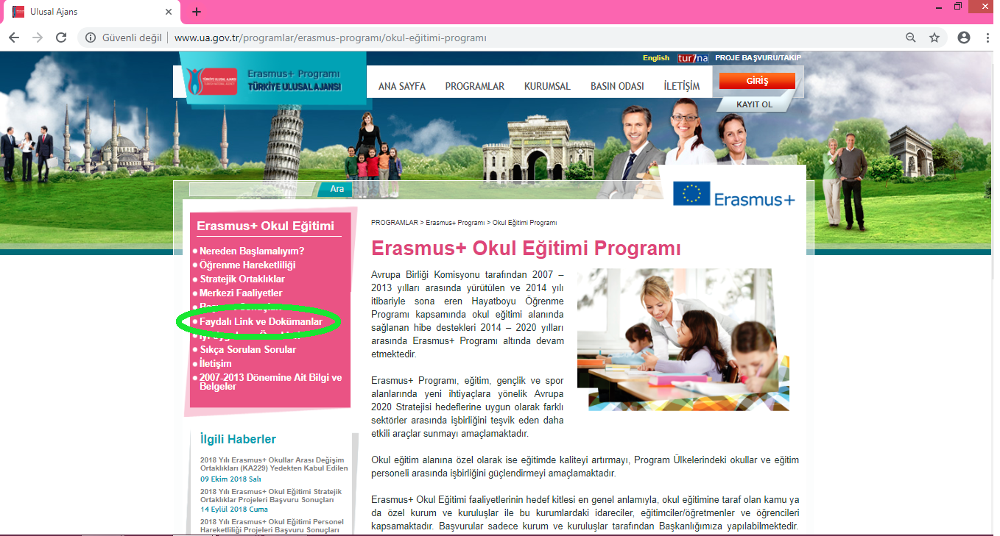 Ulusal Ajans
Güvenli değil
www.ua.gov.tr/programlar/erasmus-programı/okul-eğitimi-programı
English
tur?na
PROJE BAŞVURU/TAKİP
TÜRKİYE ULUSAL AJANSI
Erasmus+ Programı
TÜRKİYE ULUSAL AJANSI
ANA SAYFA
PROGRAMLAR
KURUMSAL
BASIN ODASI
İLETİŞİM
GİRİŞ
KAYIT OL
Ara
Erasmus+
Erasmus+ Okul Eğitimi
Nereden Başlamalıyım?
Öğrenme Hareketliliği
Stratejik Ortaklıklar
Merkezi Faaliyetler
Faydalı Link ve Dokümanlar
Sıkça Sorulan Sorular
İletişim
2007-2013 Dönemine Ait Bilgi ve
Belgeler
İlgili Haberler
2018 Yılı Erasmus+ Okullar Arası Değişim
Ortaklıkları (KA229) Yedekten Kabul Edilen
09 Ekim 2018 Salı
2018 Yılı Erasmus+ Okul Eğitimi Stratejik
Ortaklıklar Projeleri Başvuru Sonuçları
14 Eylül 2018 Cuma
2018 Yılı Erasmus+ Okul Eğitimi Personel
Hareketliliği Projeleri Başvuru Sonuçları
PROGRAMLAR > Erasmus+ Programı > Okul Eğitimi Programı
Erasmus+ Okul Eğitimi Programı
Avrupa Birliği Komisyonu tarafından 2007 –
2013 yılları arasında yürütülen ve 2014 yılı
itibariyle sona eren Hayatboyu Öğrenme
Programı kapsamında okul eğitimi alanında
sağlanan hibe destekleri 2014 – 2020 yılları
arasında Erasmus+ Programı altında devam
etmektedir.
Erasmus+ Programı, eğitim, gençlik ve spor
alanlarında yeni ihtiyaçlara yönelik Avrupa
2020 Stratejisi hedeflerine uygun olarak farklı
sektörler arasında işbirliğini teşvik eden daha
etkili araçlar sunmayı amaçlamaktadır.
Okul eğitim alanına özel olarak ise eğitimde kaliteyi artırmayı, Program Ülkelerindeki okullar ve eğitim
personeli arasında işbirliğini güçlendirmeyi amaçlamaktadır.
Erasmus+ Okul Eğitimi faaliyetlerinin hedef kitlesi en genel anlamıyla, okul eğitimine taraf olan kamu ya
da özel kurum ve kuruluşlar ile bu kurumlardaki idareciler, eğitimciler/öğretmenler ve öğrencileri
kapsamaktadır. Başvurular sadece kurum ve kuruluşlar tarafından Başkanlığımıza yapılabilmektedir.